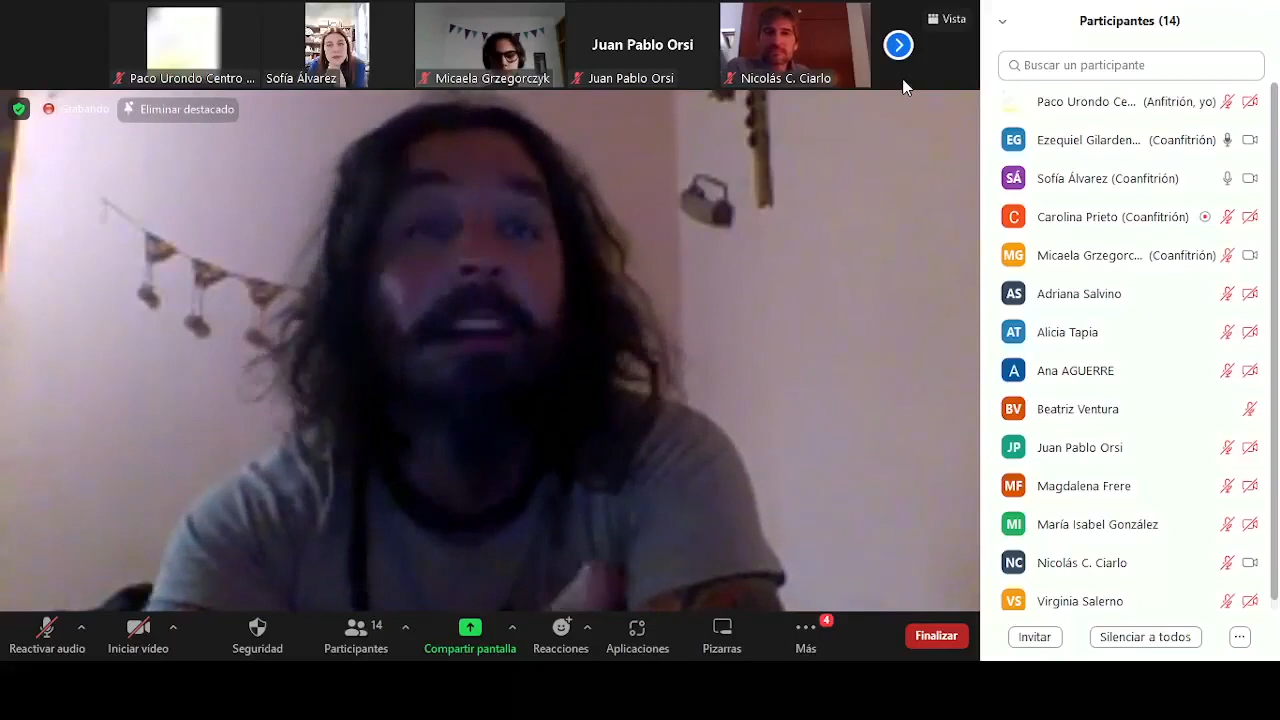 Juan Pablo Orsi
Vista
Paco Urondo Centro ...
Sofía Álvarez
Micaela Grzegorczyk
Juan Pablo Orsi
Nicolás C. Ciarlo
Grabando
Eliminar destacado
Participantes (14)
Buscar un participante
Paco Urondo Ce... (Anfitrión, yo)
EG Ezequiel Gilarden... (Coanfitrión)
SÁ Sofía Álvarez (Coanfitrión)
C Carolina Prieto (Coanfitrión)
MG Micaela Grzegorc... (Coanfitrión)
AS Adriana Salvino
AT Alicia Tapia
A Ana AGUERRE
BV Beatriz Ventura
JP Juan Pablo Orsi
MF Magdalena Frere
MI María Isabel González
NC Nicolás C. Ciarlo
VS Virginia Salerno
Invitar
Silenciar a todos
...
14
4
Reactivar audio
Iniciar vídeo
Seguridad
Participantes
Compartir pantalla
Reacciones
Aplicaciones
Pizarras
Más
Finalizar